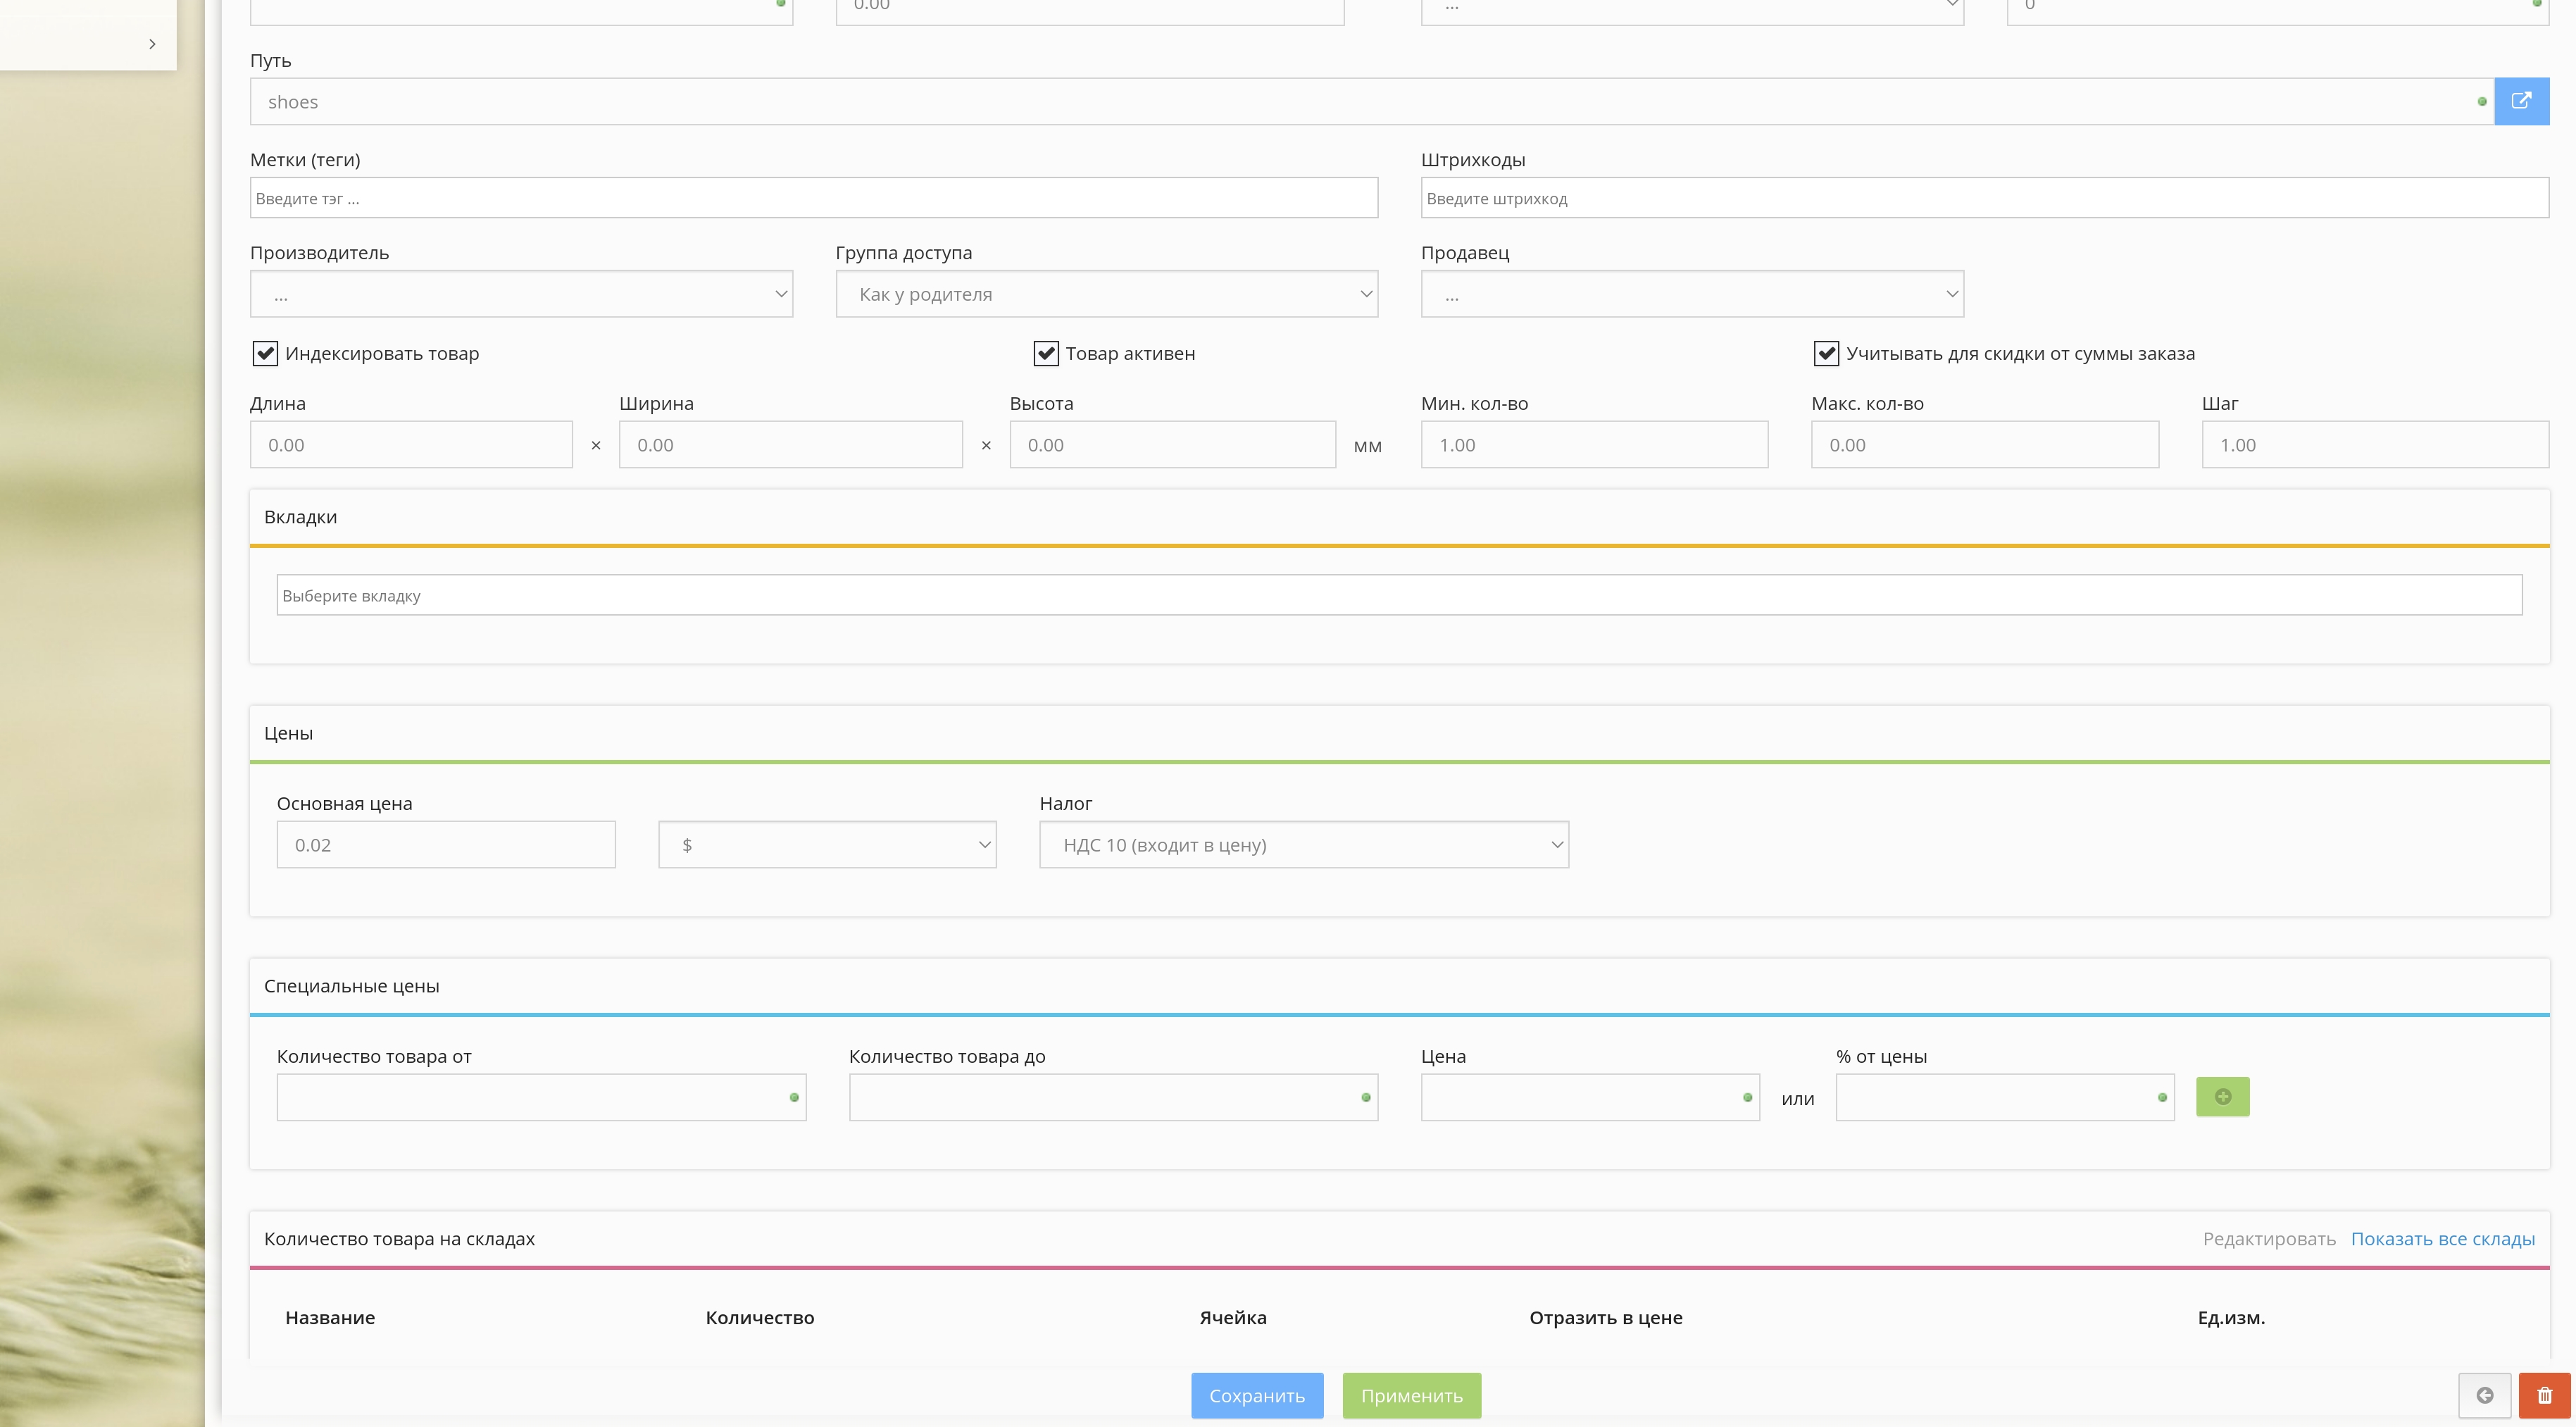 0.00 ... 0
Путь
shoes
Метки (теги) Штрихкоды
Введите тэг ... Введите штрихкод
Производитель Группа доступа Продавец
... Как у родителя ...
Индексировать товар Товар активен Учитывать для скидки от суммы заказа
Длина Ширина Высота Мин. кол-во Макс. кол-во Шаг
0.00 × 0.00 × 0.00 мм 1.00 0.00 1.00
Вкладки
Выберите вкладку
Цены
Основная цена Налог
0.02 $ НДС 10 (входит в цену)
Специальные цены
Количество товара от Количество товара до Цена % от цены
или
Количество товара на складах Редактировать Показать все склады
Название Количество Ячейка Отразить в цене Ед.изм.
Сохранить Применить